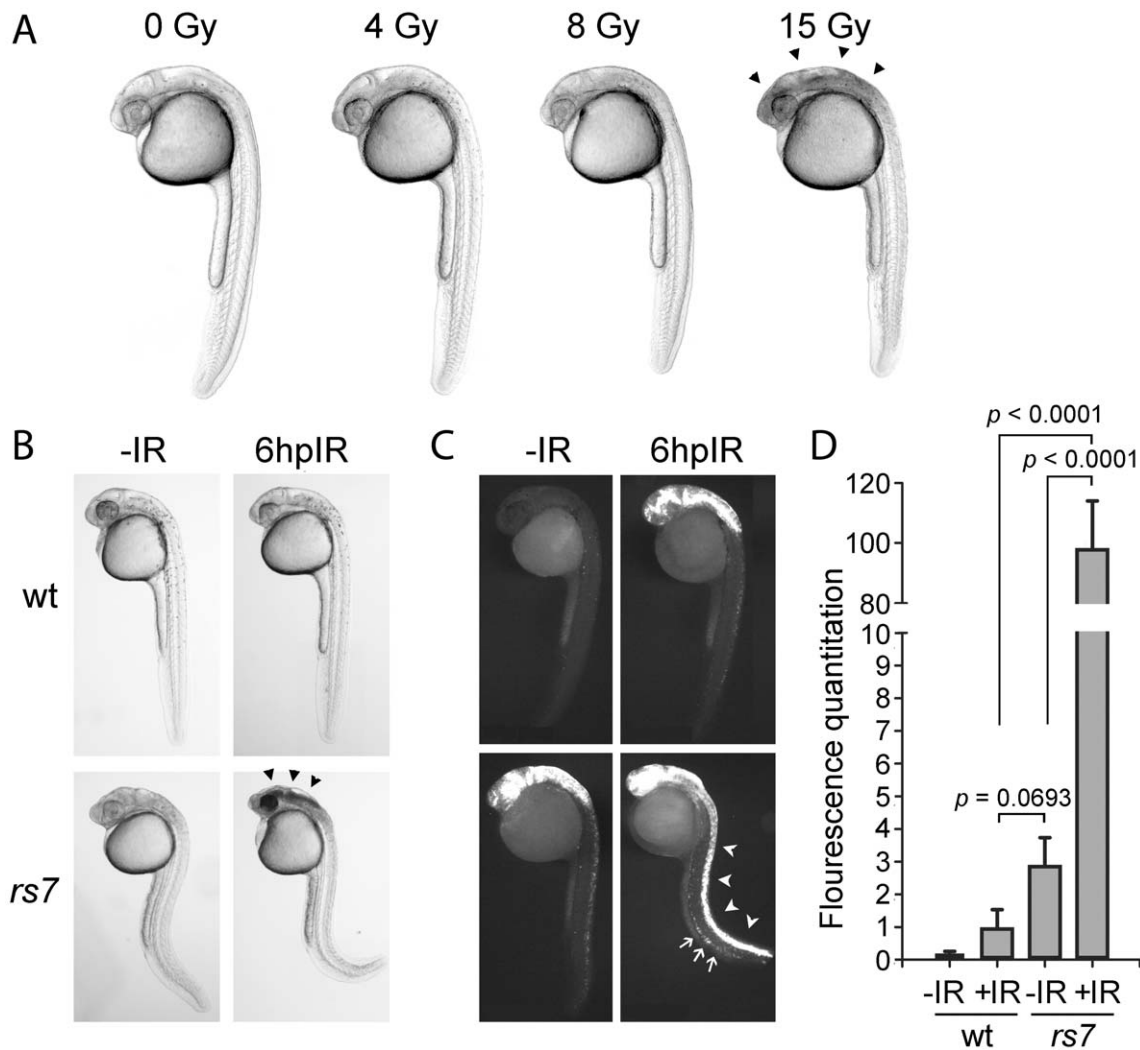 A
0 Gy 4 Gy 8 Gy 15 Gy
B
-IR 6hpIR
wt
rs7
C
-IR 6hpIR
D
p < 0.0001
p < 0.0001
p = 0.0693
Flourescence quantitation
120
100
80
10
9
8
7
6
5
4
3
2
1
0
-IR +IR -IR +IR
wt rs7